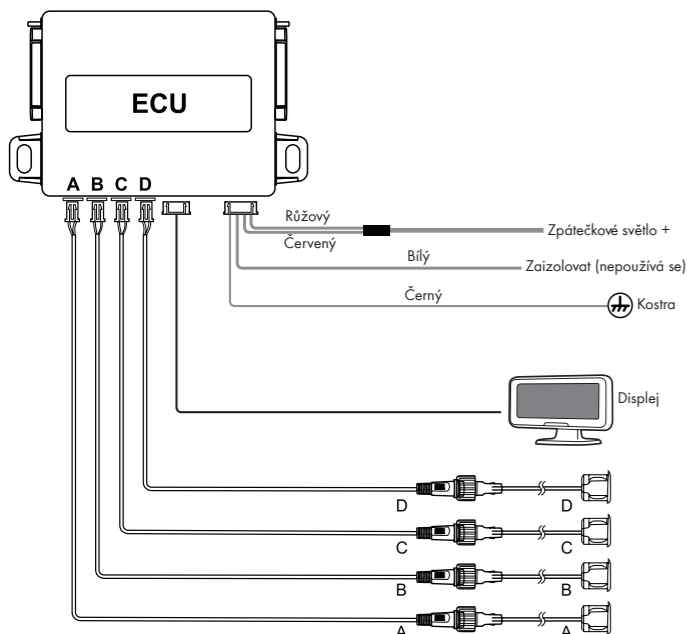 ECU
A B C D
Růžový
Červený
Zpátečkové světlo +
Bílý
Zaizolovat (nepoužívá se)
Černý
Kostra
Displej
D D
C C
B B
A A